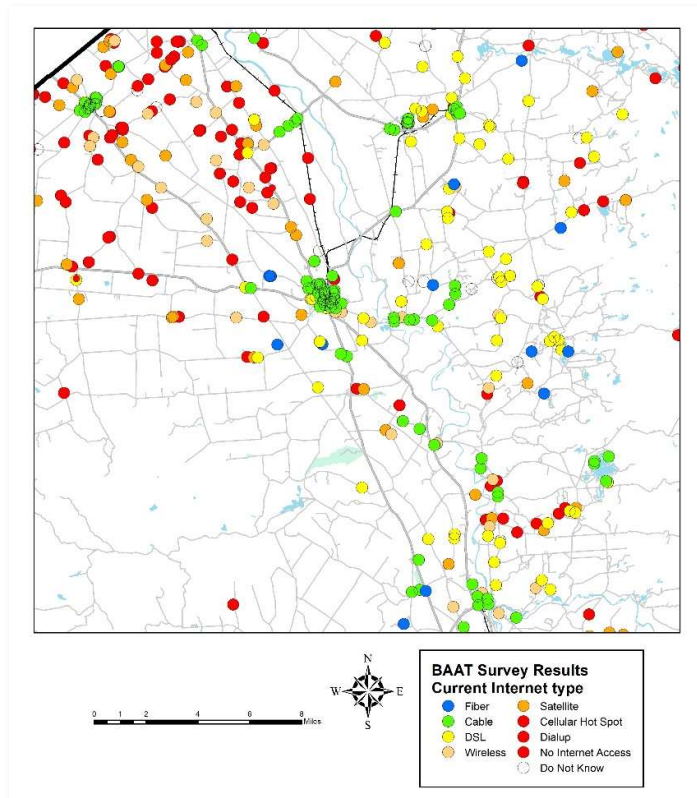 N
W E
S
0 1 2 4 6 8
Miles
BAAT Survey Results
Current Internet type
Fiber Satellite
Cable Cellular Hot Spot
DSL Dialup
Wireless No Internet Access
Do Not Know